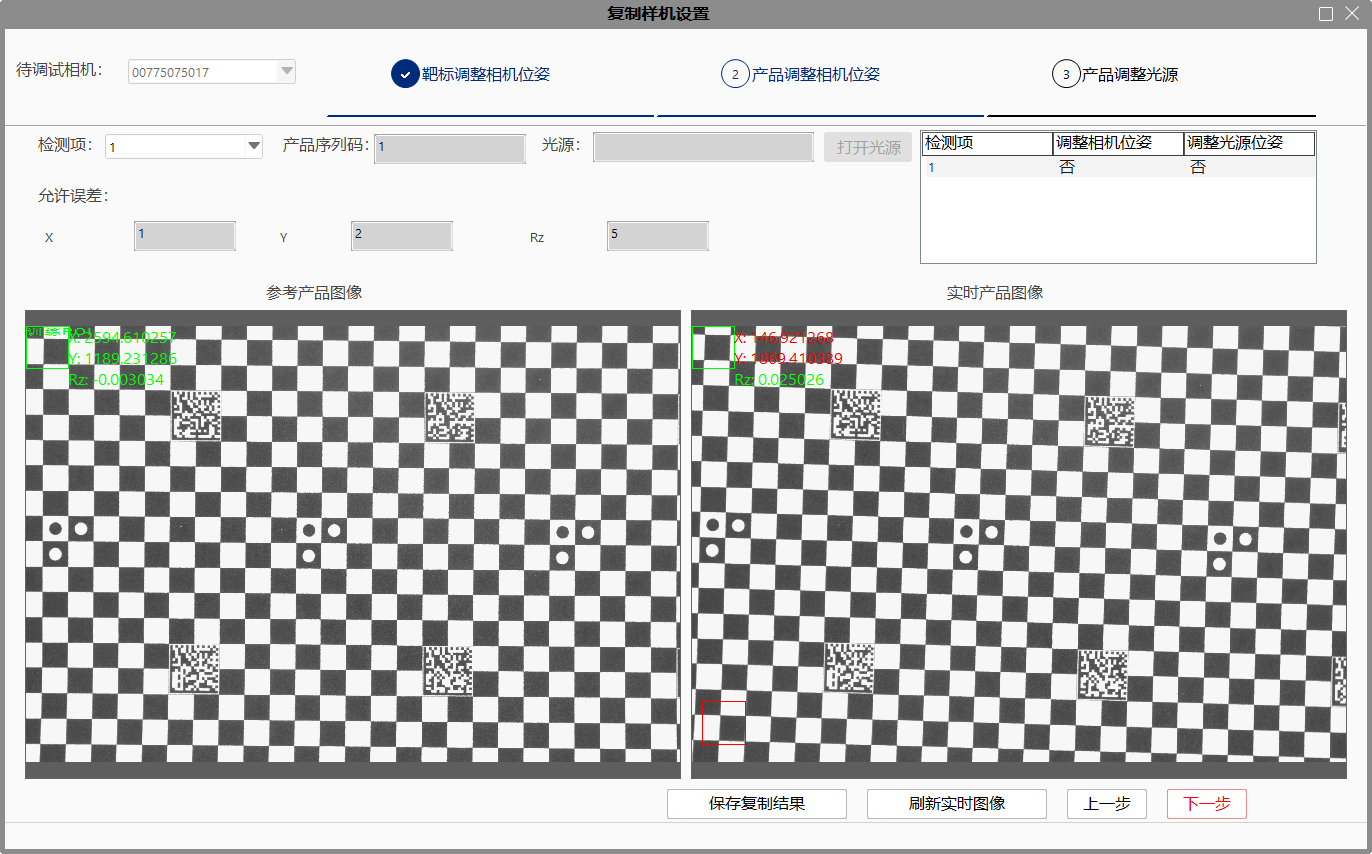 复制样机设置
待调试相机： 00775075017
靶标调整相机位姿
2 产品调整相机位姿
3 产品调整光源
检测项： 1 产品序列码： 1 光源： 打开光源
检测项 调整相机位姿 调整光源位姿
1 否 否
允许误差：
X 1 Y 2 Rz 5
参考产品图像 实时产品图像
X: 2594.610257
Y: 1189.231286
Rz: -0.003034
X: 146.921268
Y: 1869.410389
Rz: 0.025026
保存复制结果 刷新实时图像 上一步 下一步